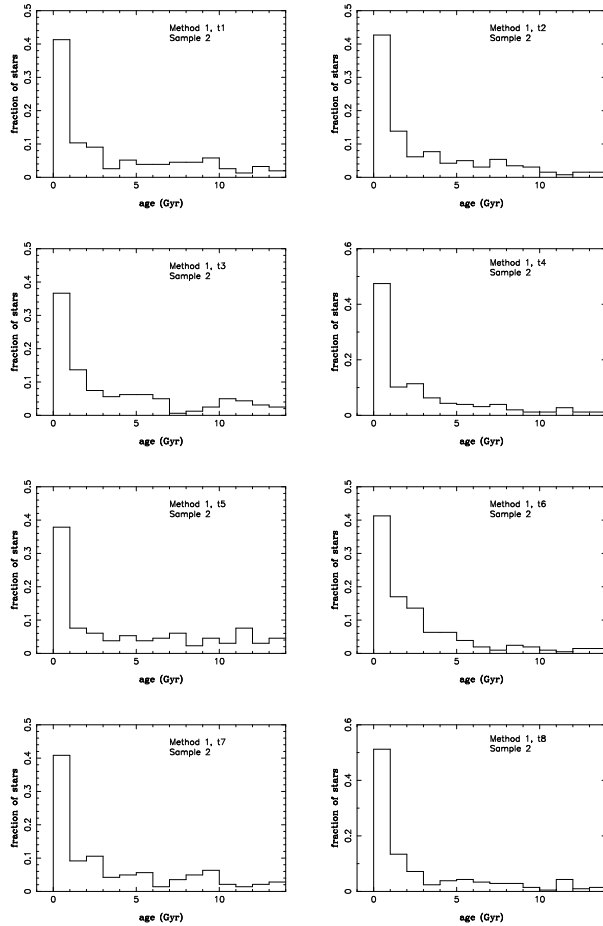 Method 1, t1
Sample 2
fraction of stars
0 0.1 0.2 0.3 0.4 0.5
0 5 10
age (Gyr)
Method 1, t2
Sample 2
fraction of stars
0 0.1 0.2 0.3 0.4 0.5
0 5 10
age (Gyr)
Method 1, t3
Sample 2
fraction of stars
0 0.1 0.2 0.3 0.4 0.5
0 5 10
age (Gyr)
Method 1, t4
Sample 2
fraction of stars
0 0.2 0.4 0.6
0 5 10
age (Gyr)
Method 1, t5
Sample 2
fraction of stars
0 0.1 0.2 0.3 0.4 0.5
0 5 10
age (Gyr)
Method 1, t6
Sample 2
fraction of stars
0 0.1 0.2 0.3 0.4 0.5
0 5 10
age (Gyr)
Method 1, t7
Sample 2
fraction of stars
0 0.1 0.2 0.3 0.4 0.5
0 5 10
age (Gyr)
Method 1, t8
Sample 2
fraction of stars
0 0.2 0.4 0.6
0 5 10
age (Gyr)